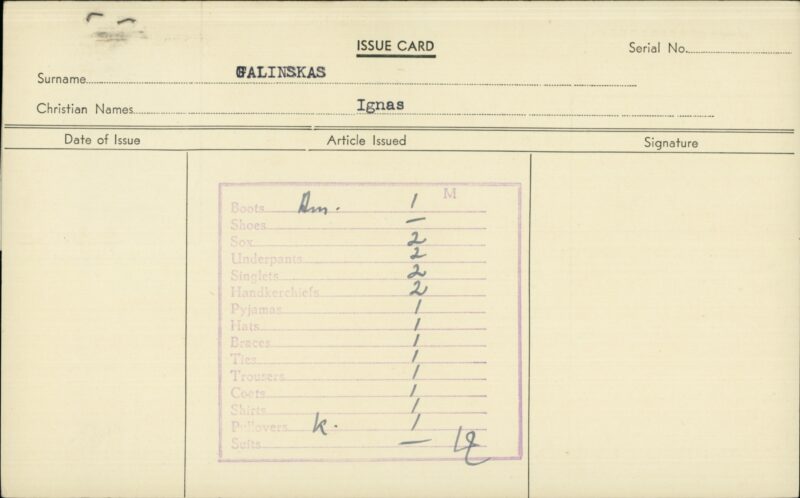 ISSUE CARD
Serial No.
Surname GALINSKAS
Christian Names Ignas
Date of Issue Article Issued Signature
M
Boots Am. 1
Shoes —
Sox 2
Underpants 2
Singlets 2
Handkerchiefs 2
Pyjamas 1
Hats 1
Braces 1
Ties 1
Trousers 1
Coats 1
Shirts 1
Pullovers K. 1
Suits —